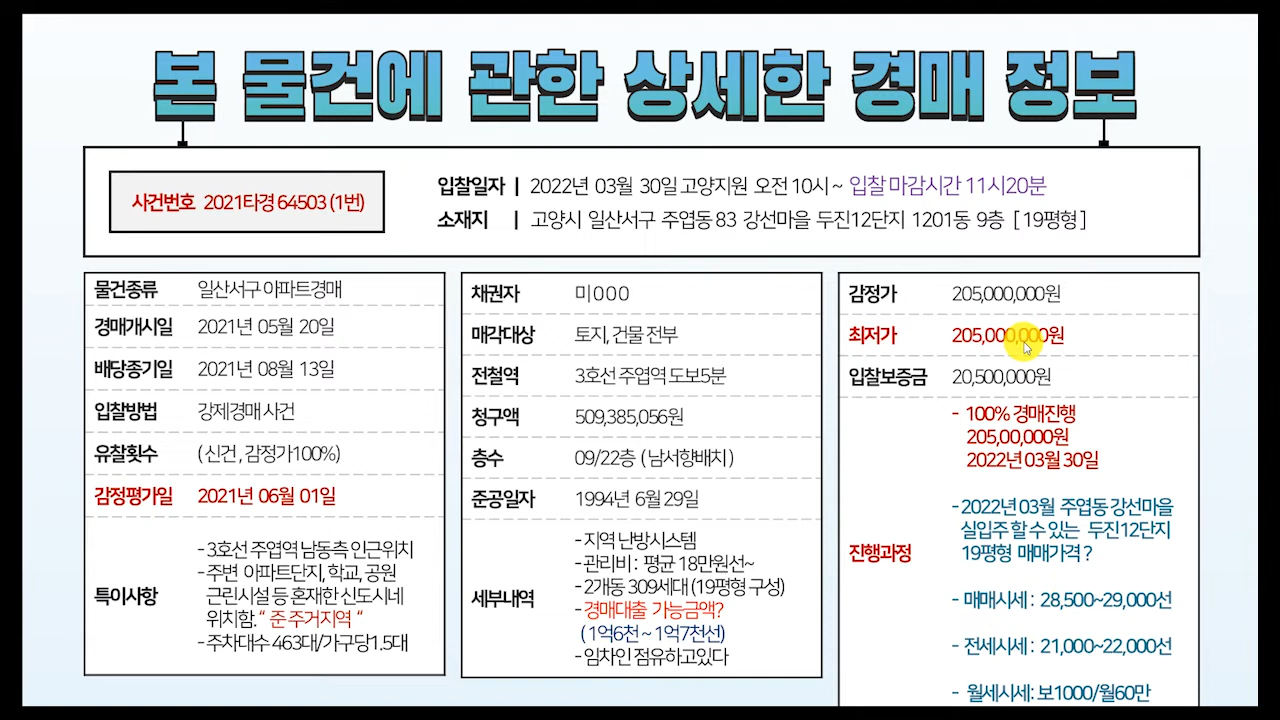 본 물건에 관한 상세한 경매 정보
사건번호 2021타경 64503 (1번)
입찰일자 | 2022년 03월 30일 고양지원 오전 10시 ~ 입찰 마감시간 11시20분
소재지 | 고양시 일산서구 주엽동 83 강선마을 두진12단지 1201동 9층 [ 19평형 ]
물건종류 일산서구 아파트경매
경매개시일 2021년 05월 20일
배당종기일 2021년 08월 13일
입찰방법 강제경매 사건
유찰횟수 ( 신건 , 감정가100%)
감정평가일 2021년 06월 01일
특이사항
- 3호선 주엽역 남동측 인근위치
- 주변 아파트단지, 학교, 공원
근린시설 등 혼재한 신도시네
위치함. “ 준 주거지역 “
- 주차대수 463대/가구당1.5대
채권자 미000
매각대상 토지, 건물 전부
전철역 3호선 주엽역 도보5분
청구액 509,385,056원
층수 09/22층 ( 남서향배치 )
준공일자 1994년 6월 29일
세부내역
- 지역 난방시스템
- 관리비 : 평균 18만원선~
- 2개동 309세대 (19평형 구성)
- 경매대출 가능금액?
( 1억6천 ~ 1억7천선)
- 임차인 점유하고있다
감정가 205,000,000원
최저가 205,000,000원
입찰보증금 20,500,000원
진행과정
- 100% 경매진행
205,00,000원
2022년 03월 30일
- 2022년 03월 주엽동 강선마을
실입주 할 수 있는 두진12단지
19평형 매매가격 ?
- 매매시세 : 28,500~29,000선
- 전세시세 : 21,000~22,000선
- 월세시세: 보1000/월60만